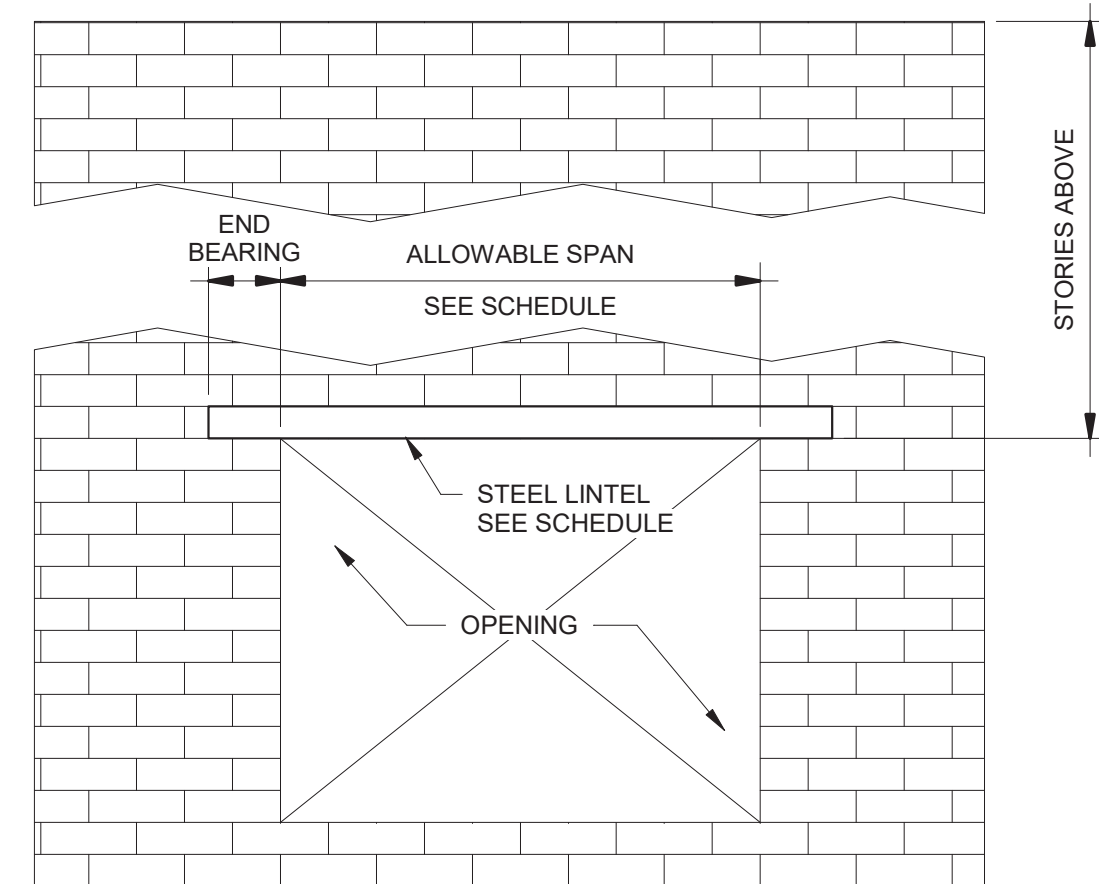 STORIES ABOVE
END
BEARING
ALLOWABLE SPAN
SEE SCHEDULE
STEEL LINTEL
SEE SCHEDULE
OPENING